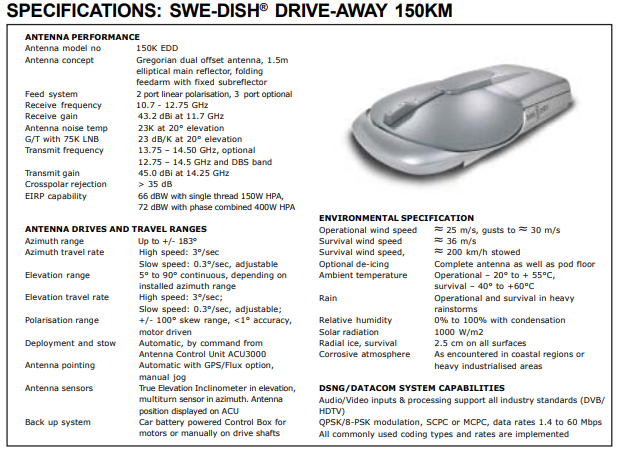 SPECIFICATIONS: SWE-DISH® DRIVE-AWAY 150KM
ANTENNA PERFORMANCE
Antenna model no 150K EDD
Antenna concept Gregorian dual offset antenna, 1.5m
elliptical main reflector, folding
feedarm with fixed subreflector
Feed system 2 port linear polarisation, 3 port optional
Receive frequency 10.7 - 12.75 GHz
Receive gain 43.2 dBi at 11.7 GHz
Antenna noise temp 23K at 20° elevation
G/T with 75K LNB 23 dB/K at 20° elevation
Transmit frequency 13.75 – 14.50 GHz, optional
12.75 – 14.5 GHz and DBS band
Transmit gain 45.0 dBi at 14.25 GHz
Crosspolar rejection > 35 dB
EIRP capability 66 dBW with single thread 150W HPA,
72 dBW with phase combined 400W HPA
ANTENNA DRIVES AND TRAVEL RANGES
Azimuth range Up to +/- 183°
Azimuth travel rate High speed: 3°/sec
Slow speed: 0.3°/sec, adjustable
Elevation range 5° to 90° continuous, depending on
installed azimuth range
Elevation travel rate High speed: 3°/sec;
Slow speed: 0.3°/sec, adjustable;
Polarisation range +/- 100° skew range, <1° accuracy,
motor driven
Deployment and stow Automatic, by command from
Antenna Control Unit ACU3000
Antenna pointing Automatic with GPS/Flux option,
manual jog
Antenna sensors True Elevation Inclinometer in elevation,
multiturn sensor in azimuth. Antenna
position displayed on ACU
Back up system Car battery powered Control Box for
motors or manually on drive shafts
ENVIRONMENTAL SPECIFICATION
Operational wind speed ≈ 25 m/s, gusts to ≈ 30 m/s
Survival wind speed ≈ 36 m/s
Survival wind speed, ≈ 200 km/h stowed
Optional de-icing Complete antenna as well as pod floor
Ambient temperature Operational – 20° to + 55°C,
survival – 40° to +60°C
Rain Operational and survival in heavy
rainstorms
Relative humidity 0% to 100% with condensation
Solar radiation 1000 W/m2
Radial ice, survival 2.5 cm on all surfaces
Corrosive atmosphere As encountered in coastal regions or
heavy industrialised areas
DSNG/DATACOM SYSTEM CAPABILITIES
Audio/Video inputs & processing support all industry standards (DVB/
HDTV)
QPSK/8-PSK modulation, SCPC or MCPC, data rates 1.4 to 60 Mbps
All commonly used coding types and rates are implemented